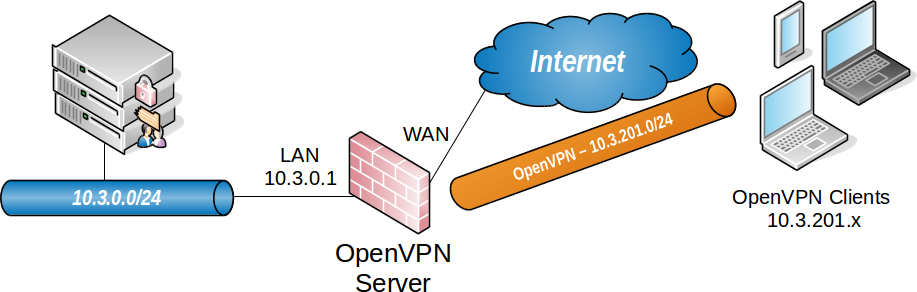 Internet
WAN
OpenVPN – 10.3.201.0/24
LAN
10.3.0.1
10.3.0.0/24
OpenVPN Clients
10.3.201.x
OpenVPN
Server